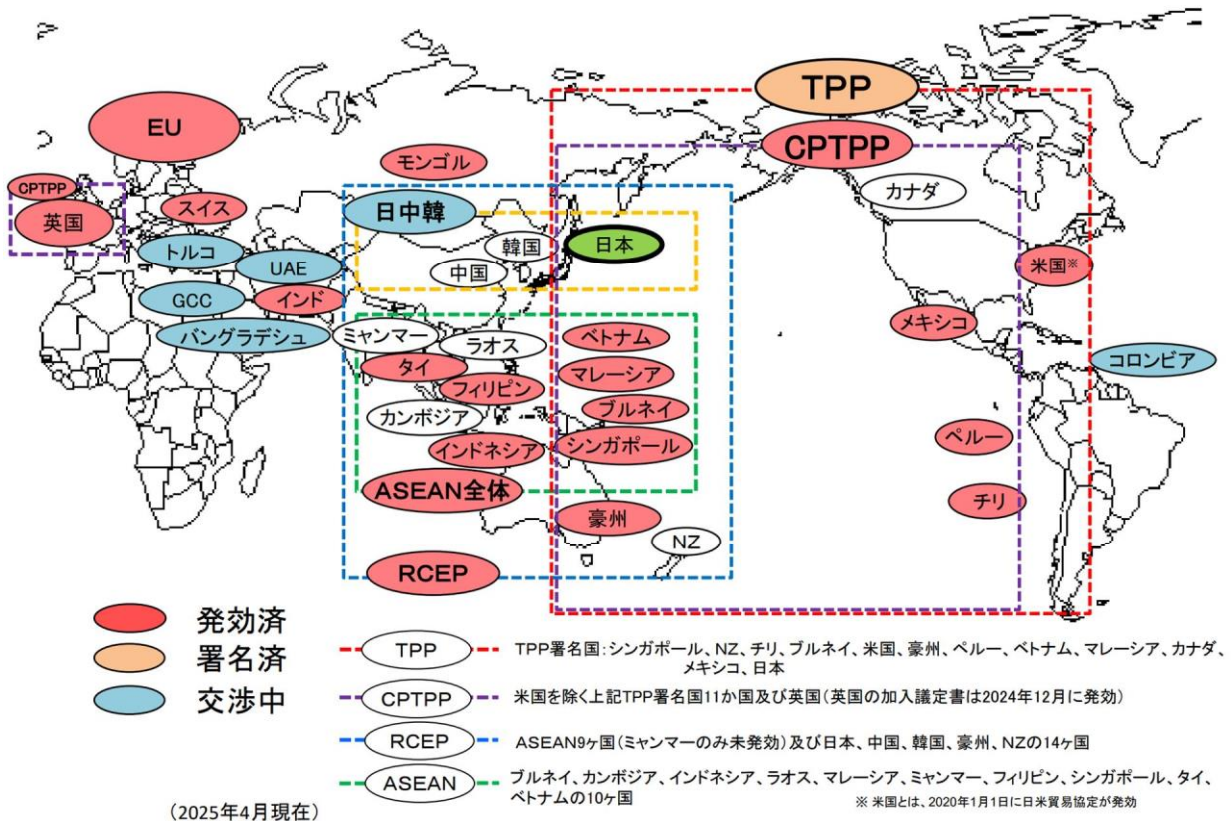 TPP
EU
CPTPP
モンゴル
CPTPP
カナダ
スイス
英国
日中韓
韓国
日本
トルコ
UAE
中国
米国※
GCC
インド
メキシコ
バングラデシュ
ミャンマー
ラオス
ベトナム
コロンビア
タイ
マレーシア
フィリピン
ブルネイ
カンボジア
ペルー
インドネシア
シンガポール
ASEAN全体
チリ
豪州
NZ
RCEP
発効済
署名済
交渉中
TPP
TPP署名国:シンガポール、NZ、チリ、ブルネイ、米国、豪州、ペルー、ベトナム、マレーシア、カナダ、
メキシコ、日本
CPTPP
米国を除く上記TPP署名国11か国及び英国(英国の加入議定書は2024年12月に発効)
RCEP
ASEAN9ヶ国(ミャンマーのみ未発効)及び日本、中国、韓国、豪州、NZの14ヶ国
ASEAN
ブルネイ、カンボジア、インドネシア、ラオス、マレーシア、ミャンマー、フィリピン、シンガポール、タイ、
ベトナムの10ヶ国
※ 米国とは、2020年1月1日に日米貿易協定が発効
(2025年4月現在)